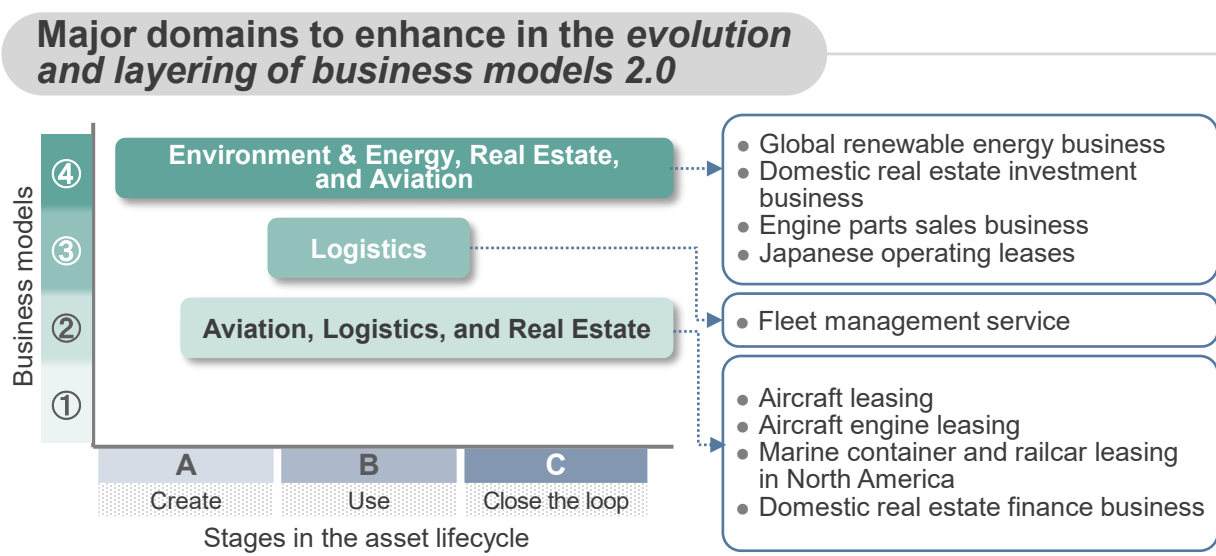 Major domains to enhance in the evolution
and layering of business models 2.0
Business models
④
③
②
①
Environment & Energy, Real Estate,
and Aviation
Logistics
Aviation, Logistics, and Real Estate
A
B
C
Create
Use
Close the loop
Stages in the asset lifecycle
● Global renewable energy business
● Domestic real estate investment
business
● Engine parts sales business
● Japanese operating leases
● Fleet management service
● Aircraft leasing
● Aircraft engine leasing
● Marine container and railcar leasing
in North America
● Domestic real estate finance business